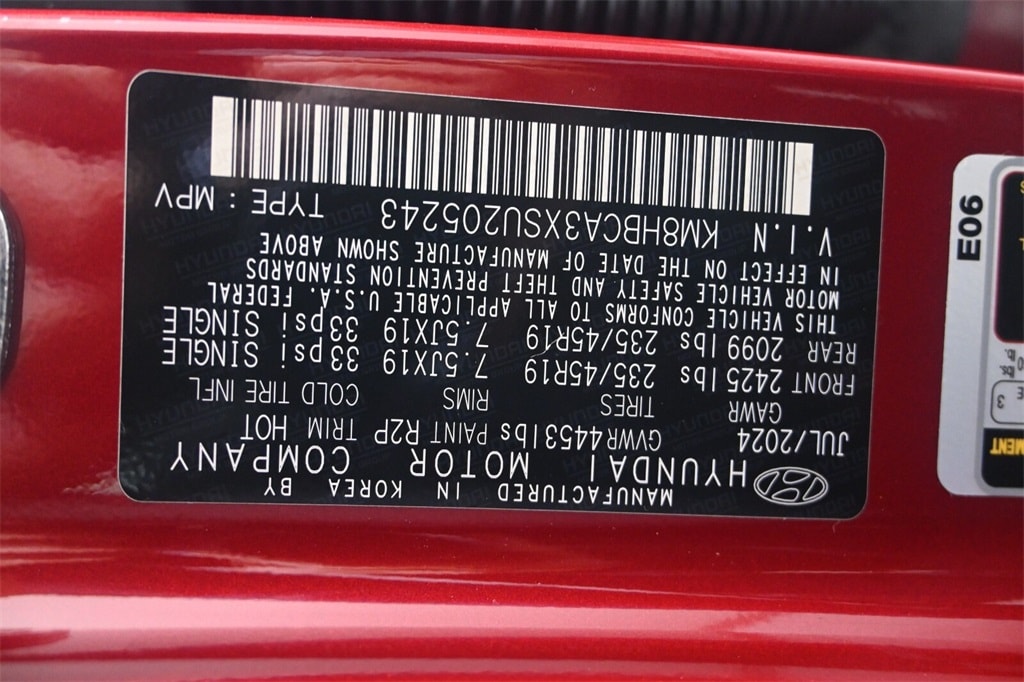 MANUFACTURED IN KOREA BY
HYUNDAI MOTOR COMPANY
JUL/2024 GVWR 4453lbs PAINT R2P TRIM HOT
GAWR TIRES RIMS COLD TIRE INFL
FRONT 2425 lbs 235/45R19 7.5JX19 33psi SINGLE
REAR 2099 lbs 235/45R19 7.5JX19 33psi SINGLE
THIS VEHICLE CONFORMS TO ALL APPLICABLE U.S.A. FEDERAL
MOTOR VEHICLE SAFETY AND THEFT PREVENTION STANDARDS
IN EFFECT ON THE DATE OF MANUFACTURE SHOWN ABOVE
V.I.N KM8HBCA3XSU205243 TYPE : MPV
E06
3